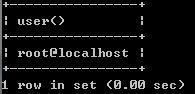 +----------------+
| user()         |
+----------------+
| root@localhost |
+----------------+
1 row in set (0.00 sec)